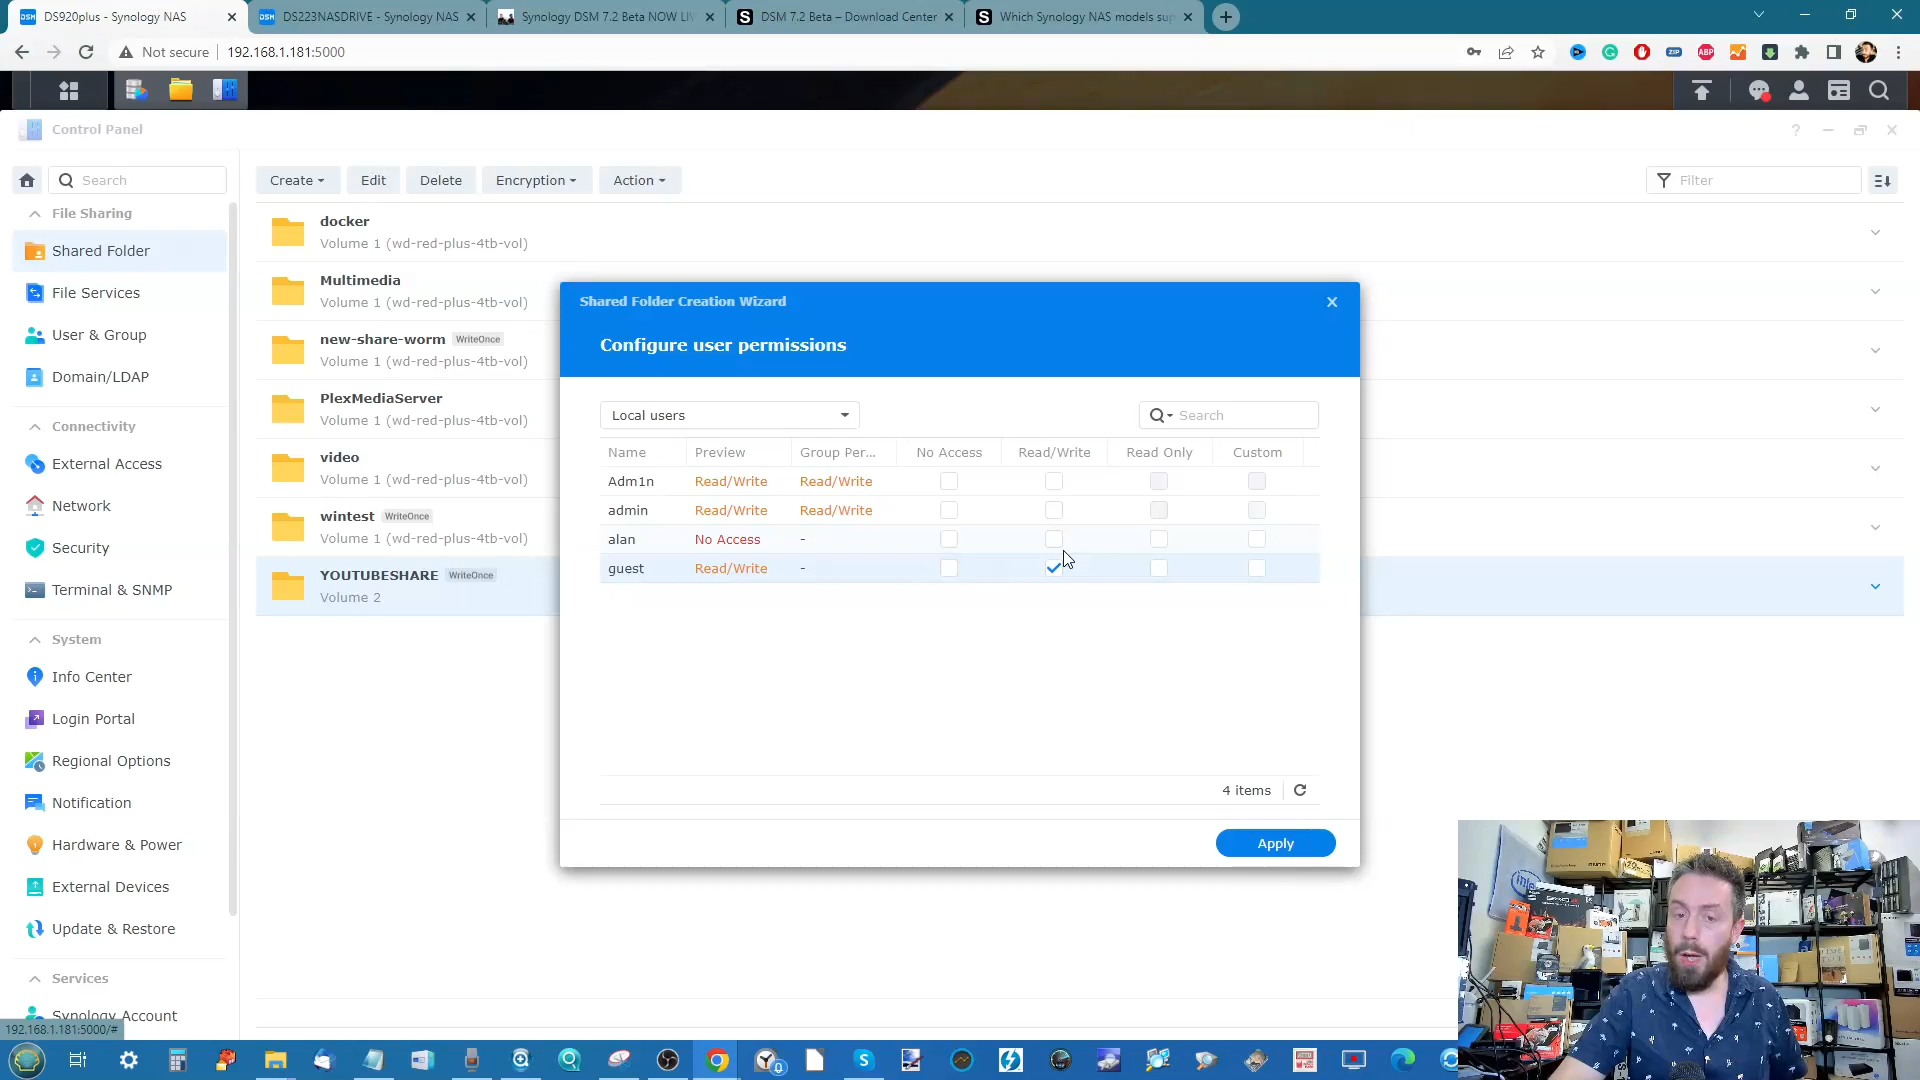 DS920plus - Synology NAS
DS223NASDRIVE - Synology NAS
Synology DSM 7.2 Beta NOW LIV
DSM 7.2 Beta – Download Center
Which Synology NAS models sup
Not secure
192.168.1.181:5000
Control Panel
Search
Create
Edit
Delete
Encryption
Action
Filter
File Sharing
Shared Folder
File Services
User & Group
Domain/LDAP
Connectivity
External Access
Network
Security
Terminal & SNMP
System
Info Center
Login Portal
Regional Options
Notification
Hardware & Power
External Devices
Update & Restore
Services
Synology Account
192.168.1.181:5000/#
docker
Volume 1 (wd-red-plus-4tb-vol)
Multimedia
Volume 1 (wd-red-plus-4tb-vol)
new-share-worm WriteOnce
Volume 1 (wd-red-plus-4tb-vol)
PlexMediaServer
Volume 1 (wd-red-plus-4tb-vol)
video
Volume 1 (wd-red-plus-4tb-vol)
wintest WriteOnce
Volume 1 (wd-red-plus-4tb-vol)
YOUTUBESHARE WriteOnce
Volume 2
Shared Folder Creation Wizard
Configure user permissions
Local users
Search
Name Preview Group Per... No Access Read/Write Read Only Custom
Adm1n Read/Write Read/Write
admin Read/Write Read/Write
alan No Access -
guest Read/Write -
4 items
Apply
intel